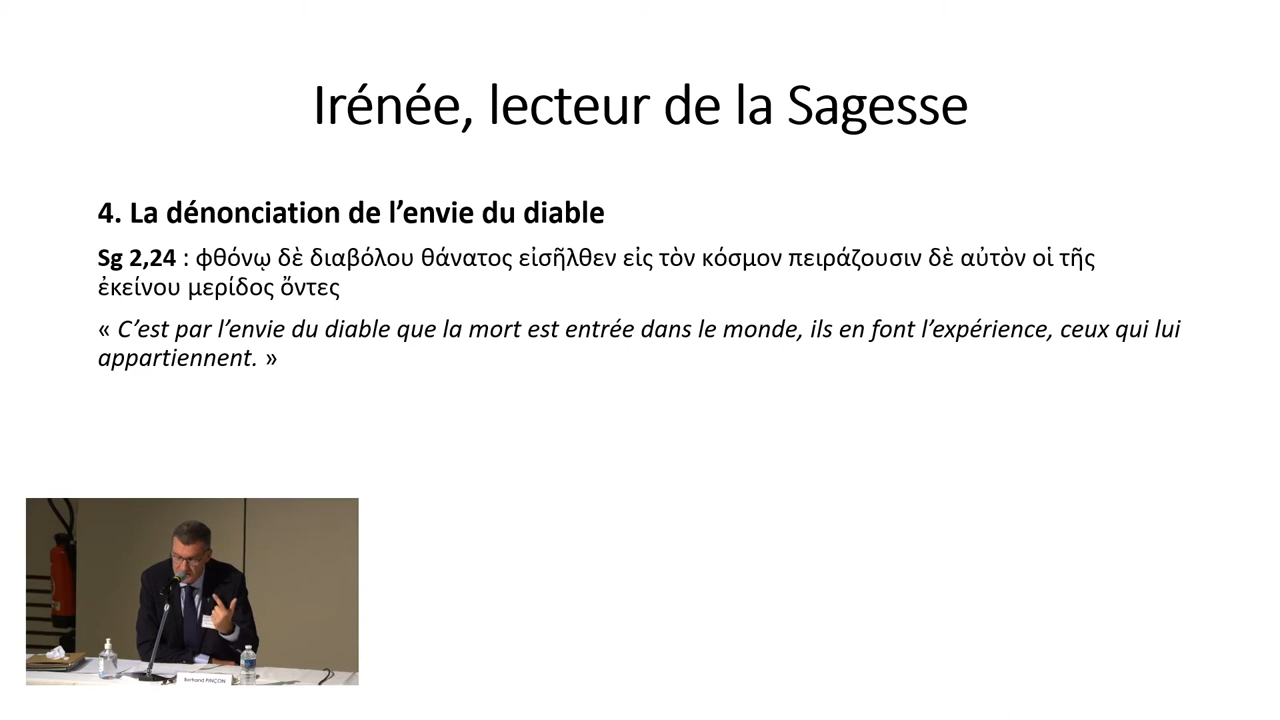 Irénée, lecteur de la Sagesse
4. La dénonciation de l’envie du diable
Sg 2,24 : φθόνῳ δὲ διαβόλου θάνατος εἰσῆλθεν εἰς τὸν κόσμον πειράζουσιν δὲ αὐτὸν οἱ τῆς
ἐκείνου μερίδος ὄντες
« C’est par l’envie du diable que la mort est entrée dans le monde, ils en font l’expérience, ceux qui lui
appartiennent. »
Bertrand PINÇON